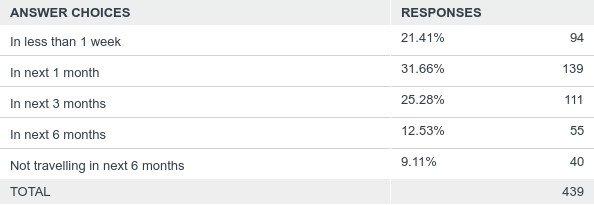 ANSWER CHOICES RESPONSES
In less than 1 week 21.41% 94
In next 1 month 31.66% 139
In next 3 months 25.28% 111
In next 6 months 12.53% 55
Not travelling in next 6 months 9.11% 40
TOTAL 439